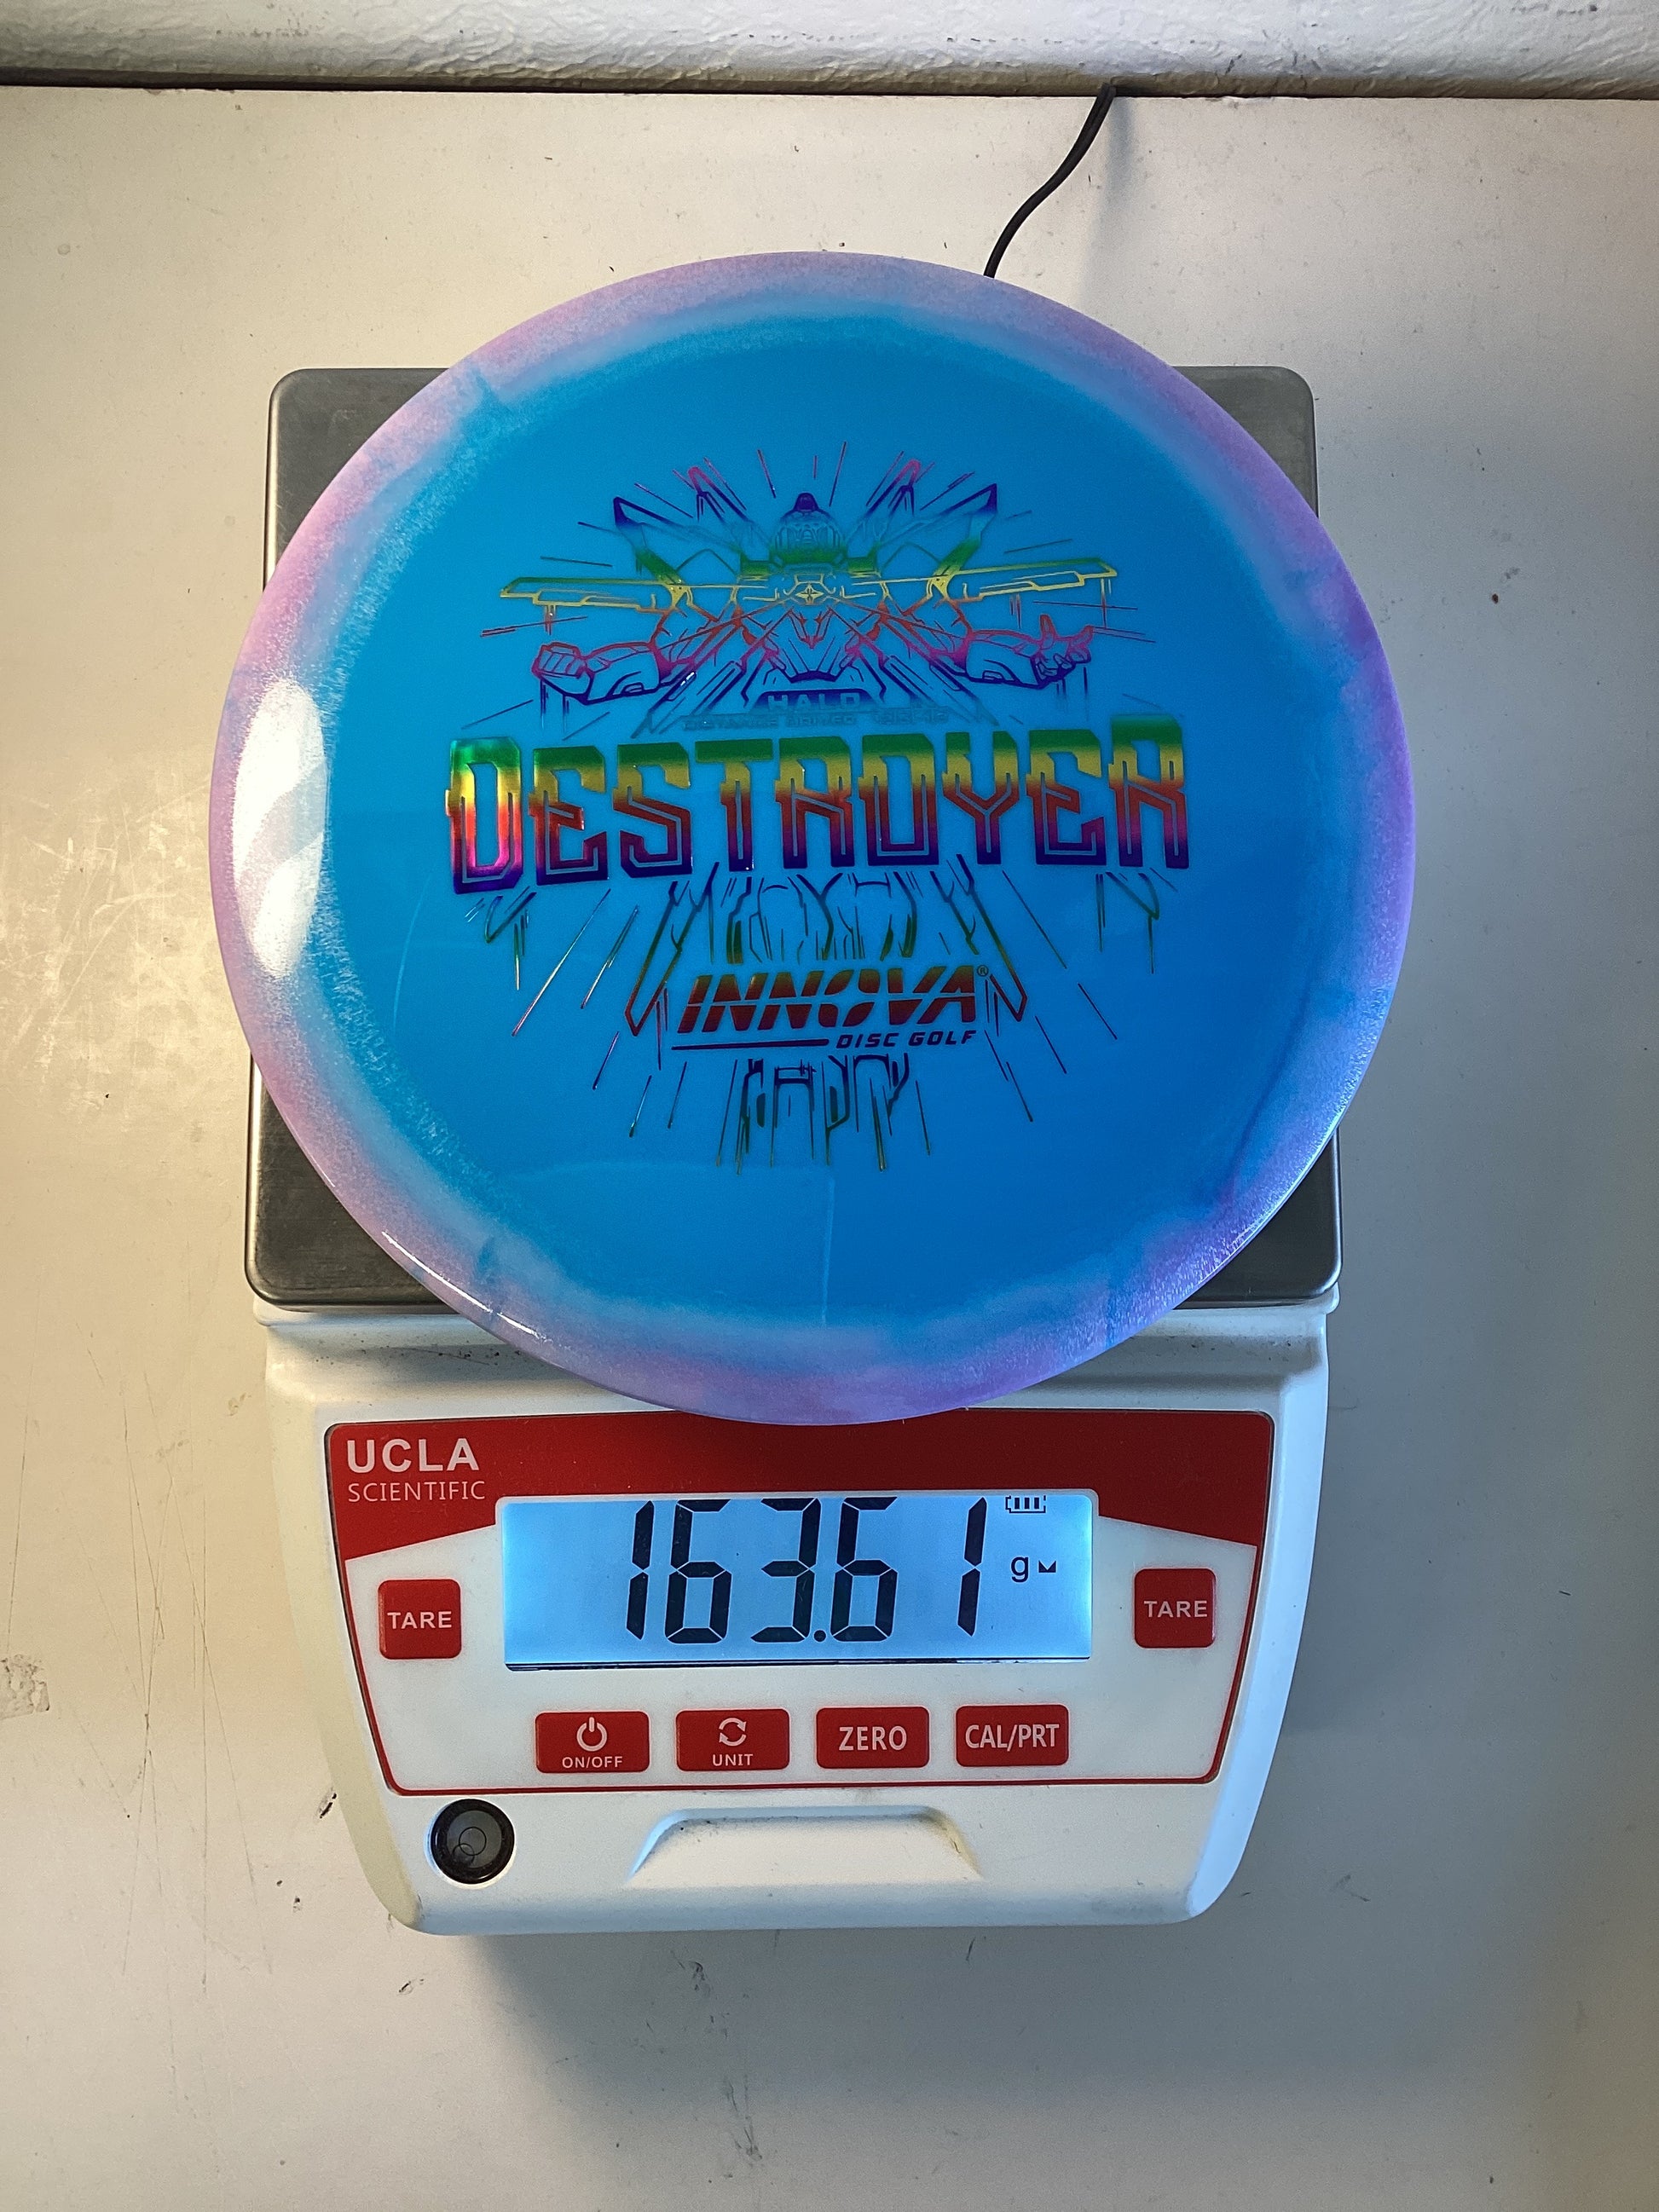 HALO
DESTROYER
INNOVA®
DISC GOLF
UCLA
SCIENTIFIC
163.61 g
TARE
TARE
ON/OFF
UNIT
ZERO
CAL/PRT